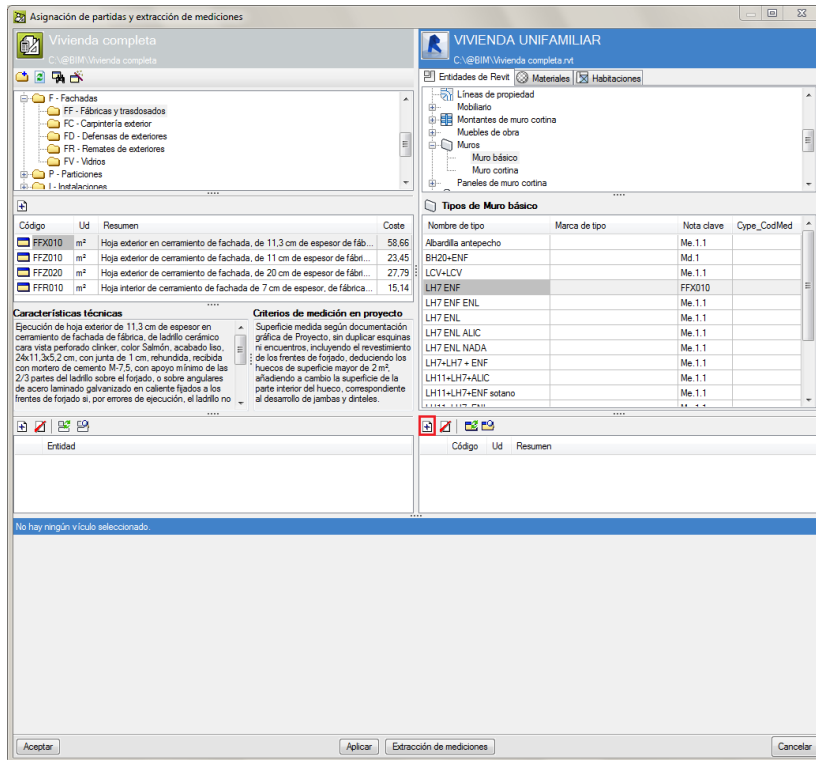 Asignación de partidas y extracción de mediciones
Vivienda completa
C:\@BIM\Vivienda completa
F - Fachadas
FF - Fábricas y trasdosados
FC - Carpintería exterior
FD - Defensas de exteriores
FR - Remates de exteriores
FV - Vidrios
P - Particiones
I - Instalaciones
Código Ud Resumen Coste
FFX010 m² Hoja exterior en cerramiento de fachada, de 11,3 cm de espesor de fáb... 58,66
FFZ010 m² Hoja exterior de cerramiento de fachada, de 11 cm de espesor de fábri... 23,45
FFZ020 m² Hoja exterior de cerramiento de fachada, de 20 cm de espesor de fábri... 27,79
FFR010 m² Hoja interior de cerramiento de fachada de 7 cm de espesor, de fábrica... 15,14
Características técnicas
Ejecución de hoja exterior de 11,3 cm de espesor en
cerramiento de fachada de fábrica, de ladrillo cerámico
cara vista perforado clinker, color Salmón, acabado liso,
24x11,3x5,2 cm, con junta de 1 cm, rehundida, recibida
con mortero de cemento M-7,5, con apoyo mínimo de las
2/3 partes del ladrillo sobre el forjado, o sobre angulares
de acero laminado galvanizado en caliente fijados a los
frentes de forjado si, por errores de ejecución, el ladrillo no
Criterios de medición en proyecto
Superficie medida según documentación
gráfica de Proyecto, sin duplicar esquinas
ni encuentros, incluyendo el revestimiento
de los frentes de forjado, deduciendo los
huecos de superficie mayor de 2 m²,
añadiendo a cambio la superficie de la
parte interior del hueco, correspondiente
al desarrollo de jambas y dinteles.
Entidad
VIVIENDA UNIFAMILIAR
C:\@BIM\Vivienda completa.rvt
Entidades de Revit Materiales Habitaciones
Líneas de propiedad
Mobiliario
Montantes de muro cortina
Muebles de obra
Muros
Muro básico
Muro cortina
Paneles de muro cortina
Tipos de Muro básico
Nombre de tipo Marca de tipo Nota clave Cype_CodMed
Albardilla antepecho Me.1.1
BH20+ENF Md.1
LCV+LCV Me.1.1
LH7 ENF FFX010
LH7 ENF ENL Me.1.1
LH7 ENL Me.1.1
LH7 ENL ALIC Me.1.1
LH7 ENL NADA Me.1.1
LH7+LH7 + ENF Me.1.1
LH11+LH7+ALIC Me.1.1
LH11+LH7+ENF sotano Me.1.1
LH11+LH7 ENL Me.1.1
Código Ud Resumen
No hay ningún vículo seleccionado.
Aceptar Aplicar Extracción de mediciones Cancelar